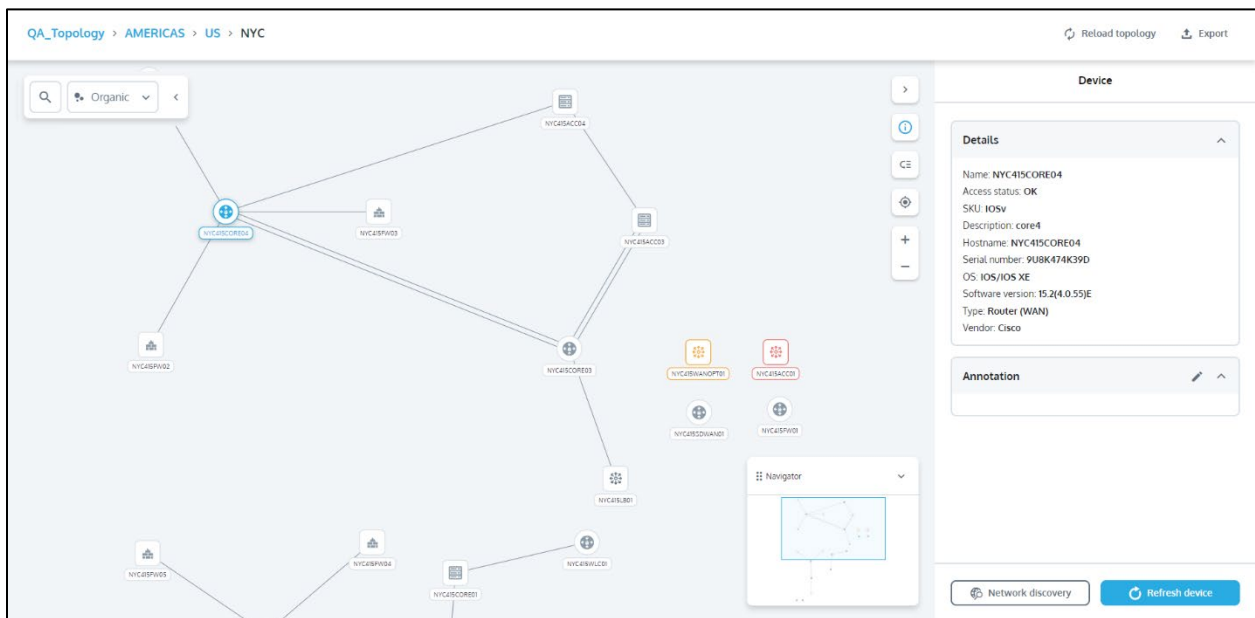 QA_Topology > AMERICAS > US > NYC
Reload topology
Export
Organic
Device
NYC415ACC04
Details
Name: NYC415CORE04
Access status: OK
SKU: IOSv
Description: core4
Hostname: NYC415CORE04
Serial number: 9U8K474K39D
OS: IOS/IOS XE
Software version: 15.2(4.0.55)E
Type: Router (WAN)
Vendor: Cisco
NYC415CORE04
NYC415FW03
NYC415ACC03
NYC415FW02
NYC415CORE03
NYC415WANOPT01
NYC415ACC01
Annotation
NYC415SDWAN01
NYC415FW01
Navigator
NYC415LB01
NYC415FW05
NYC415FW04
NYC415WLC01
NYC415CORE01
Network discovery
Refresh device